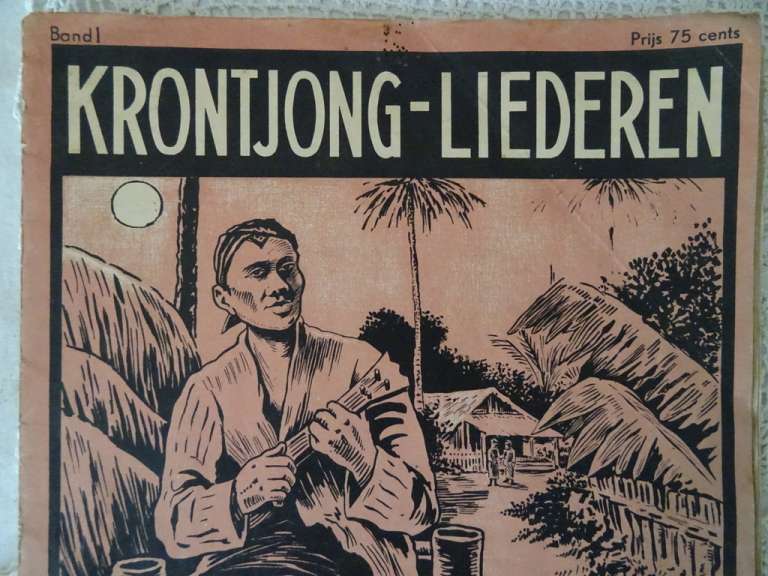 Band I
Prijs 75 cents
KRONTJONG-LIEDEREN